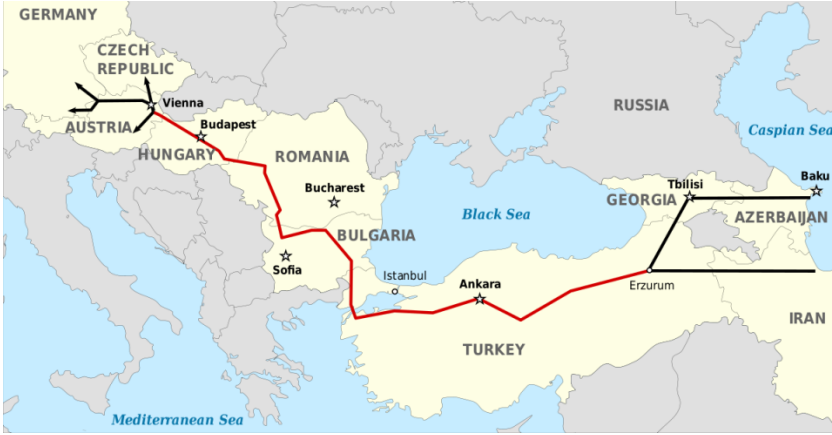 GERMANY
CZECH
REPUBLIC
Vienna
AUSTRIA
Budapest
HUNGARY
ROMANIA
Bucharest
RUSSIA
Caspian Sea
Tbilisi
Baku
GEORGIA
AZERBAIJAN
Black Sea
BULGARIA
Sofia
Istanbul
Ankara
Erzurum
IRAN
TURKEY
Mediterranean Sea